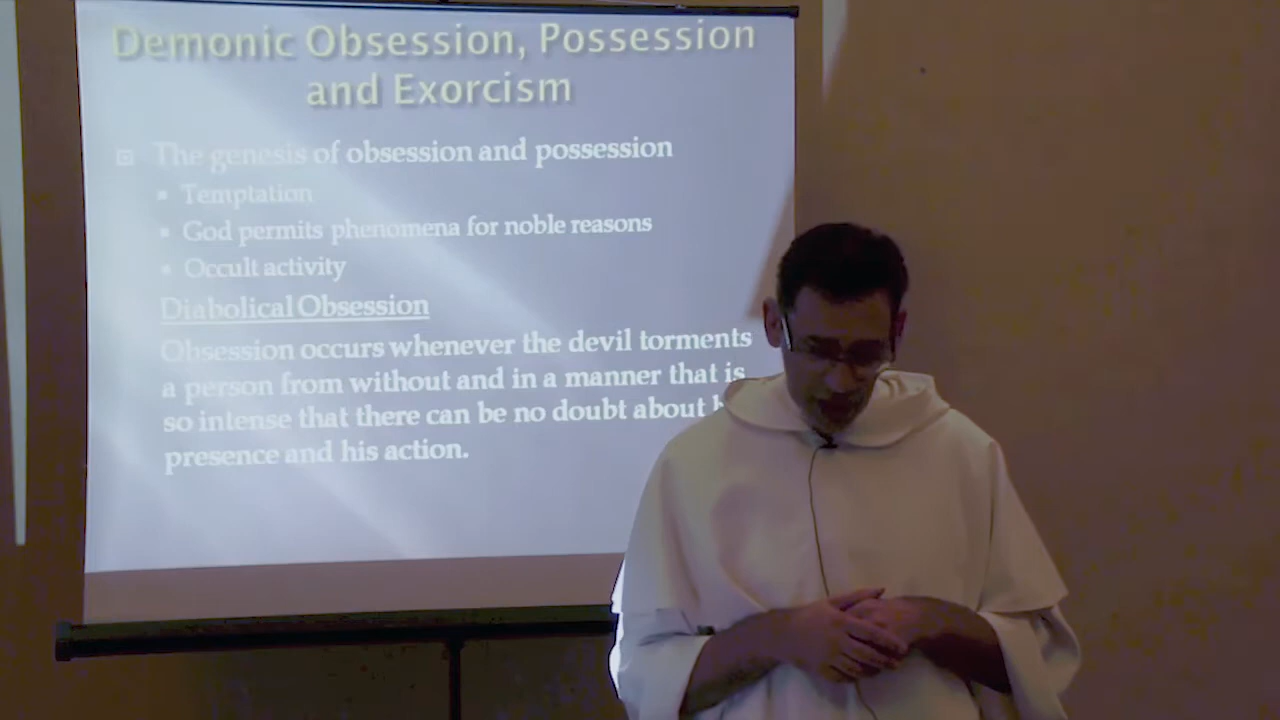 Demonic Obsession, Possession
and Exorcism
The genesis of obsession and possession
Temptation
God permits phenomena for noble reasons
Occult activity
Diabolical Obsession
Obsession occurs whenever the devil torments
a person from without and in a manner that is
so intense that there can be no doubt about
presence and his action.